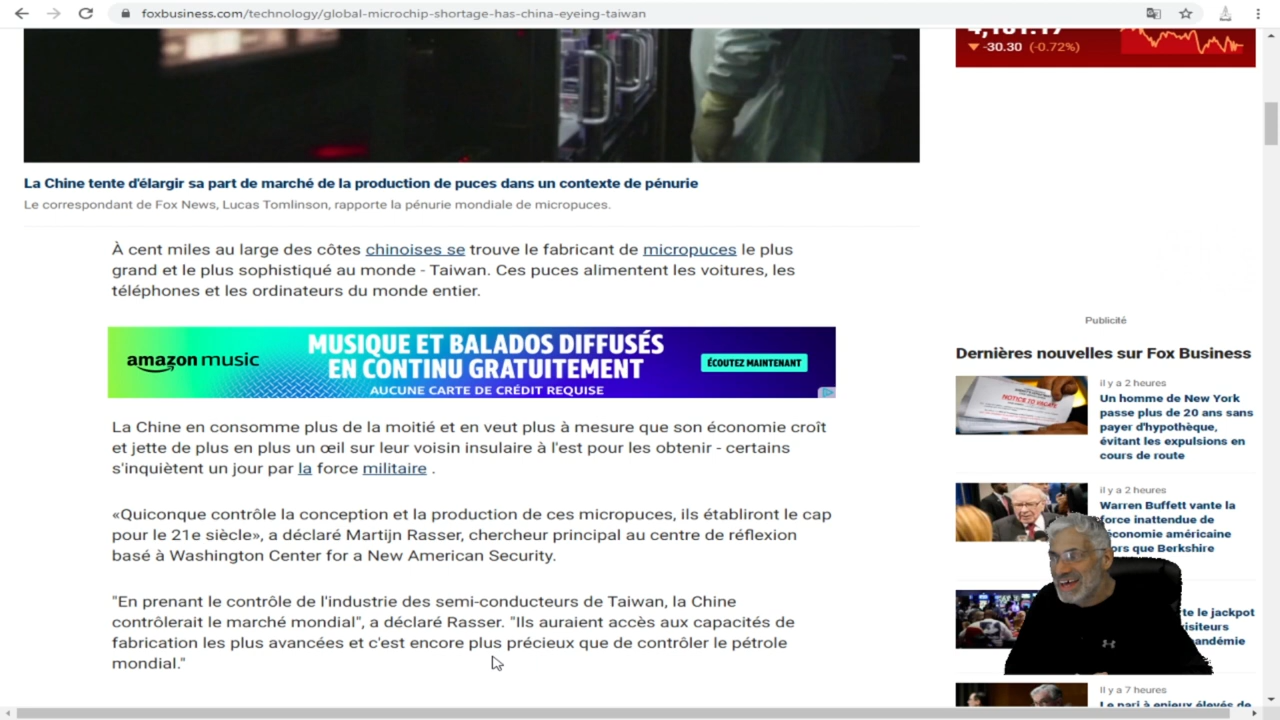 foxbusiness.com/technology/global-microchip-shortage-has-china-eyeing-taiwan
-30.30 (-0.72%)
La Chine tente d'élargir sa part de marché de la production de puces dans un contexte de pénurie
Le correspondant de Fox News, Lucas Tomlinson, rapporte la pénurie mondiale de micropuces.
À cent miles au large des côtes chinoises se trouve le fabricant de micropuces le plus
grand et le plus sophistiqué au monde - Taiwan. Ces puces alimentent les voitures, les
téléphones et les ordinateurs du monde entier.
amazon music
MUSIQUE ET BALADOS DIFFUSÉS
EN CONTINU GRATUITEMENT
AUCUNE CARTE DE CRÉDIT REQUISE
ÉCOUTEZ MAINTENANT
La Chine en consomme plus de la moitié et en veut plus à mesure que son économie croît
et jette de plus en plus un œil sur leur voisin insulaire à l'est pour les obtenir - certains
s'inquiètent un jour par la force militaire .
«Quiconque contrôle la conception et la production de ces micropuces, ils établiront le cap
pour le 21e siècle», a déclaré Martijn Rasser, chercheur principal au centre de réflexion
basé à Washington Center for a New American Security.
"En prenant le contrôle de l'industrie des semi-conducteurs de Taiwan, la Chine
contrôlerait le marché mondial", a déclaré Rasser. "Ils auraient accès aux capacités de
fabrication les plus avancées et c'est encore plus précieux que de contrôler le pétrole
mondial."
Publicité
Dernières nouvelles sur Fox Business
NOTICE TO VACATE
il y a 2 heures
Un homme de New York
passe plus de 20 ans sans
payer d'hypothèque,
évitant les expulsions en
cours de route
il y a 2 heures
Warren Buffett vante la
force inattendue de
économie américaine
ors que Berkshire
te le jackpot
visiteurs
andémie
Il y a 7 heures
Le pari à enjeux élevés de